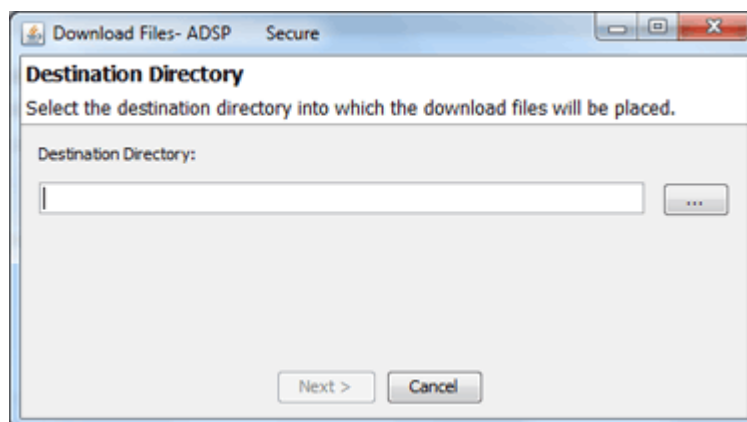 Download Files- ADSP Secure
Destination Directory
Select the destination directory into which the download files will be placed.
Destination Directory:
...
Next > Cancel